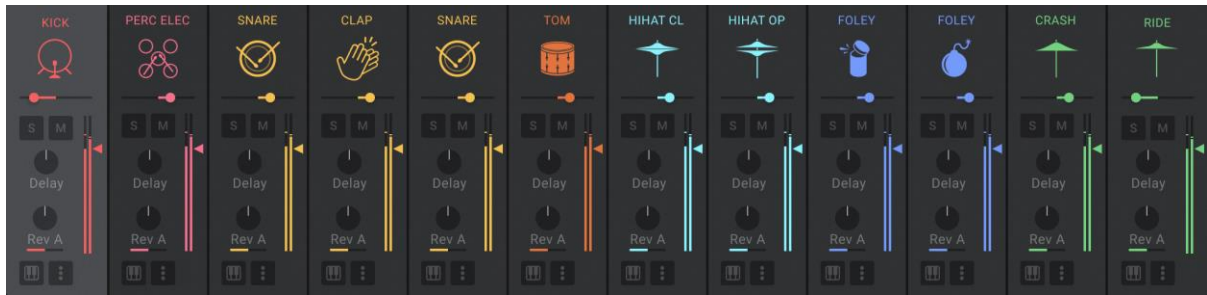 KICK PERC ELEC SNARE CLAP SNARE TOM HIHAT CL HIHAT OP FOLEY FOLEY CRASH RIDE
S M S M S M S M S M S M S M S M S M S M S M S M
Delay Delay Delay Delay Delay Delay Delay Delay Delay Delay Delay Delay
Rev A Rev A Rev A Rev A Rev A Rev A Rev A Rev A Rev A Rev A Rev A Rev A